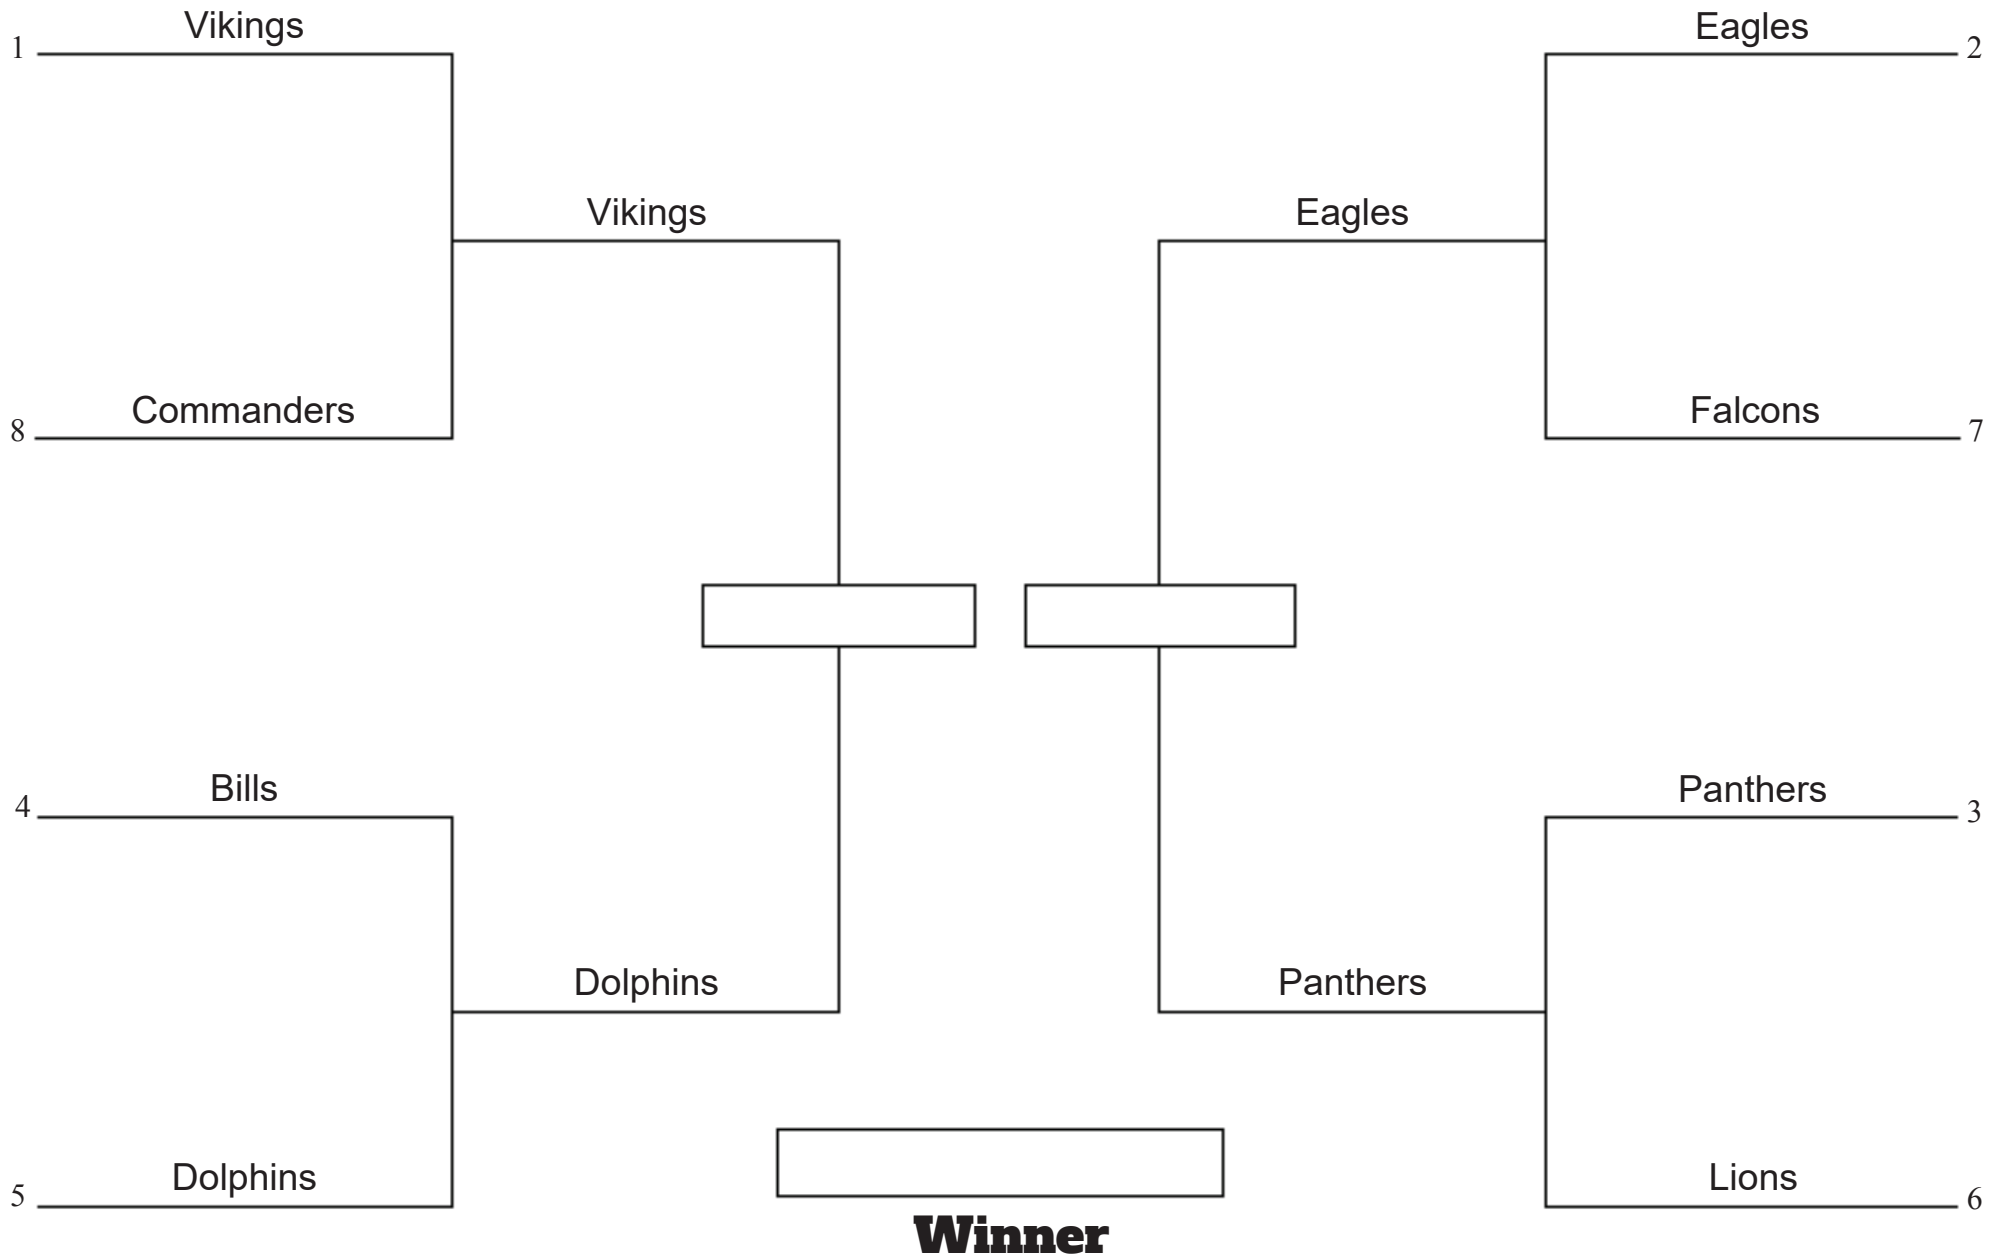 Vikings
1
Eagles
2
Vikings
Eagles
Commanders
8
Falcons
7
Bills
4
Panthers
3
Dolphins
Panthers
Dolphins
5
Lions
6
Winner